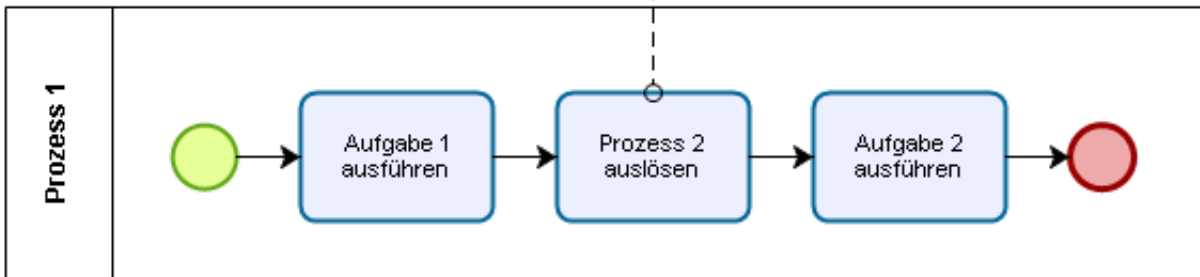 Prozess 1
Aufgabe 1
ausführen
Prozess 2
auslösen
Aufgabe 2
ausführen